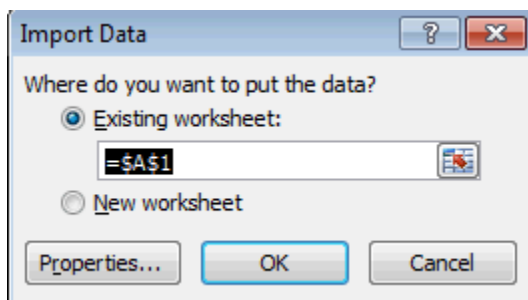 Import Data
Where do you want to put the data?
Existing worksheet:
=$A$1
New worksheet
Properties... OK Cancel